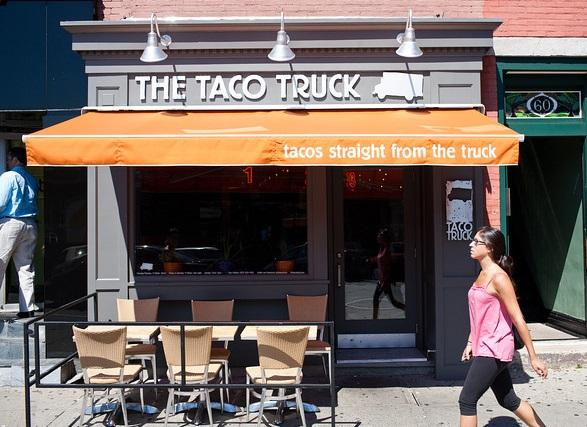 THE TACO TRUCK
tacos straight from the truck
60
TACO
TRUCK